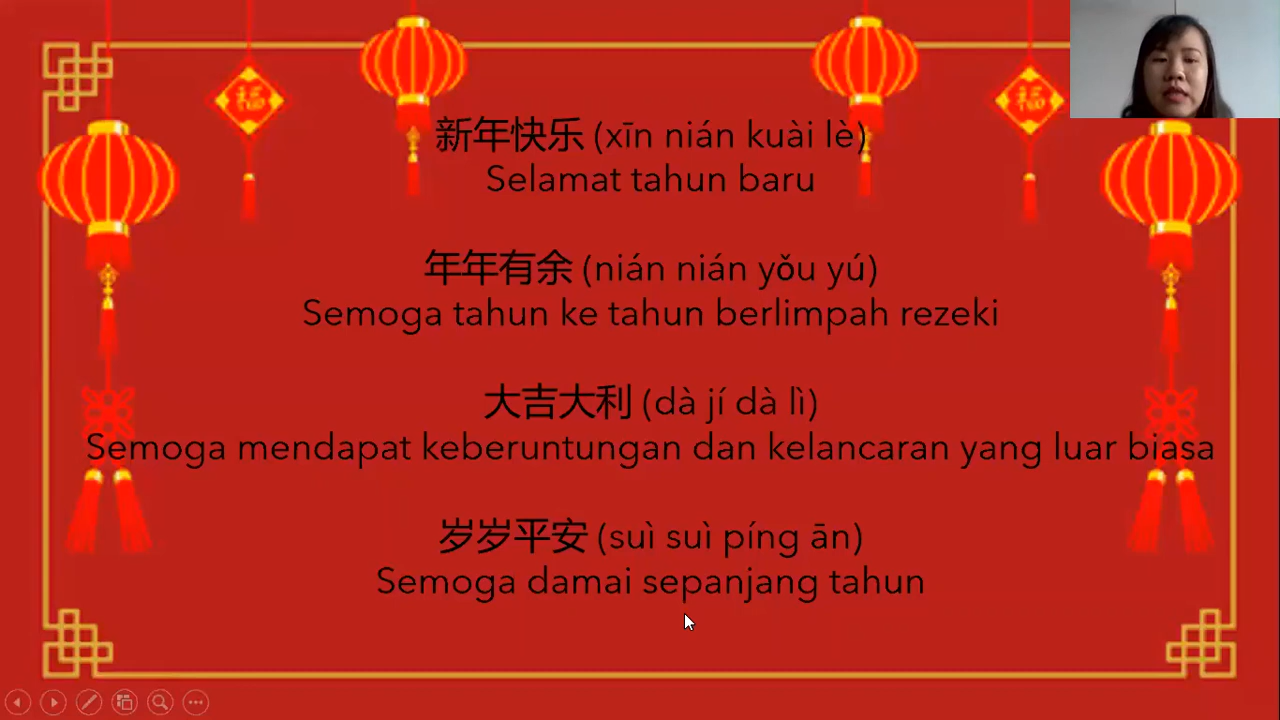 福
福
新年快乐 (xīn nián kuài lè)
Selamat tahun baru
年年有余 (nián nián yǒu yú)
Semoga tahun ke tahun berlimpah rezeki
大吉大利 (dà jí dà lì)
Semoga mendapat keberuntungan dan kelancaran yang luar biasa
岁岁平安 (suì suì píng ān)
Semoga damai sepanjang tahun